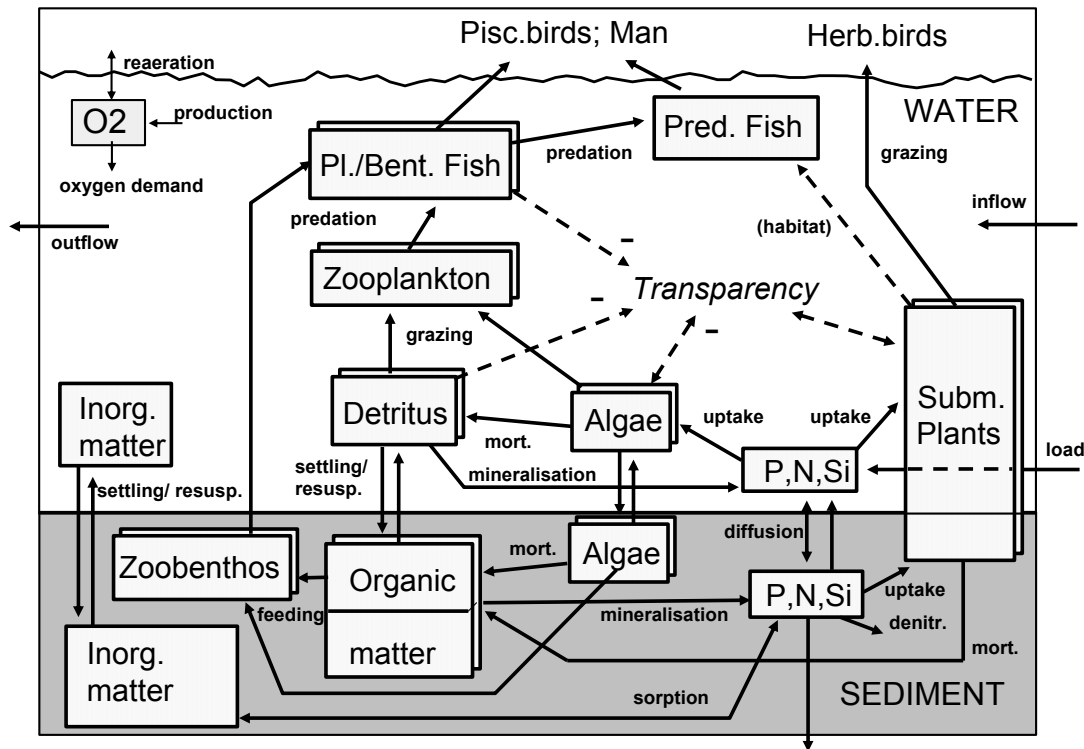 Pisc.birds; Man
Herb.birds
reaeration
WATER
O2
production
Pl./Bent. Fish
predation
Pred. Fish
grazing
oxygen demand
predation
outflow
(habitat)
inflow
–
Zooplankton
–
Transparency
grazing
–
Inorg.
matter
Detritus
Algae
uptake
uptake
Subm.
Plants
mort.
settling/
resusp.
mineralisation
P,N,Si
load
settling/ resusp.
diffusion
Zoobenthos
Organic
matter
mort.
Algae
feeding
mineralisation
P,N,Si
uptake
denitr.
Inorg.
matter
mort.
sorption
SEDIMENT